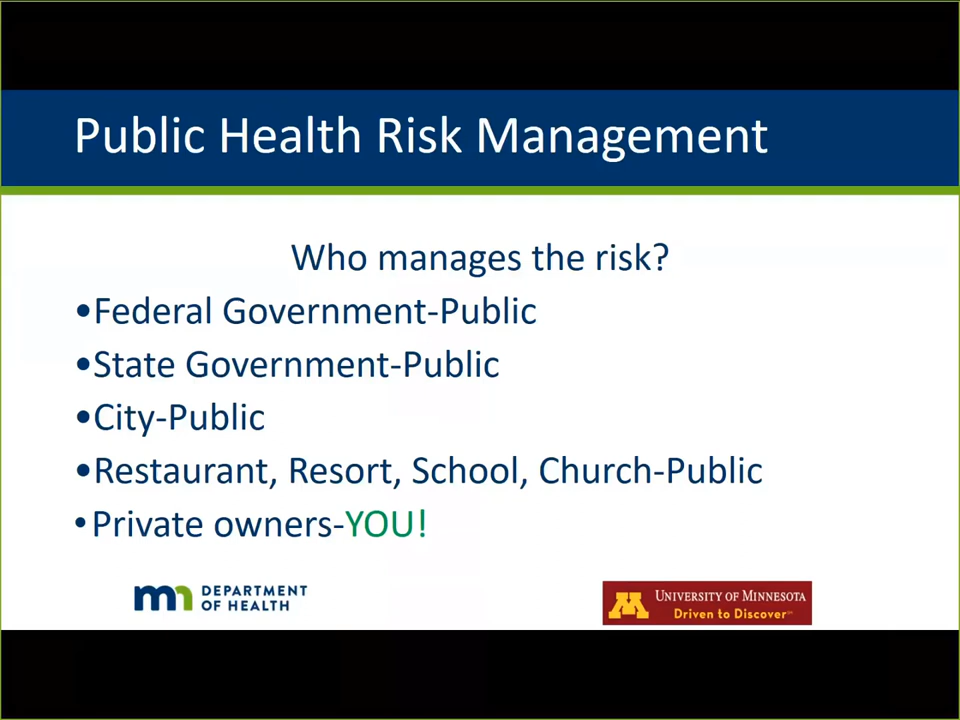 Public Health Risk Management
Who manages the risk?
•Federal Government-Public
•State Government-Public
•City-Public
•Restaurant, Resort, School, Church-Public
•Private owners-YOU!
mn DEPARTMENT
OF HEALTH
M UNIVERSITY OF MINNESOTA
Driven to Discover